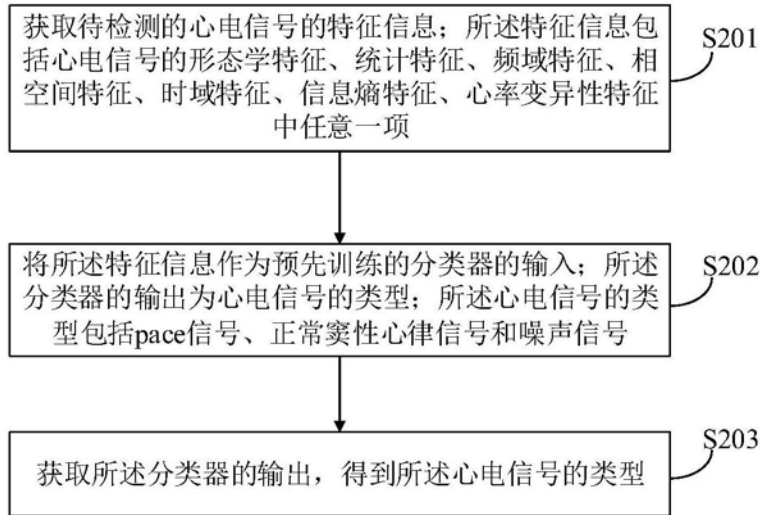 获取待检测的心电信号的特征信息；所述特征信息包
括心电信号的形态学特征、统计特征、频域特征、相
空间特征、时域特征、信息熵特征、心率变异性特征
中任意一项
S201
将所述特征信息作为预先训练的分类器的输入；所述
分类器的输出为心电信号的类型；所述心电信号的类
型包括pace信号、正常窦性心律信号和噪声信号
S202
获取所述分类器的输出，得到所述心电信号的类型
S203